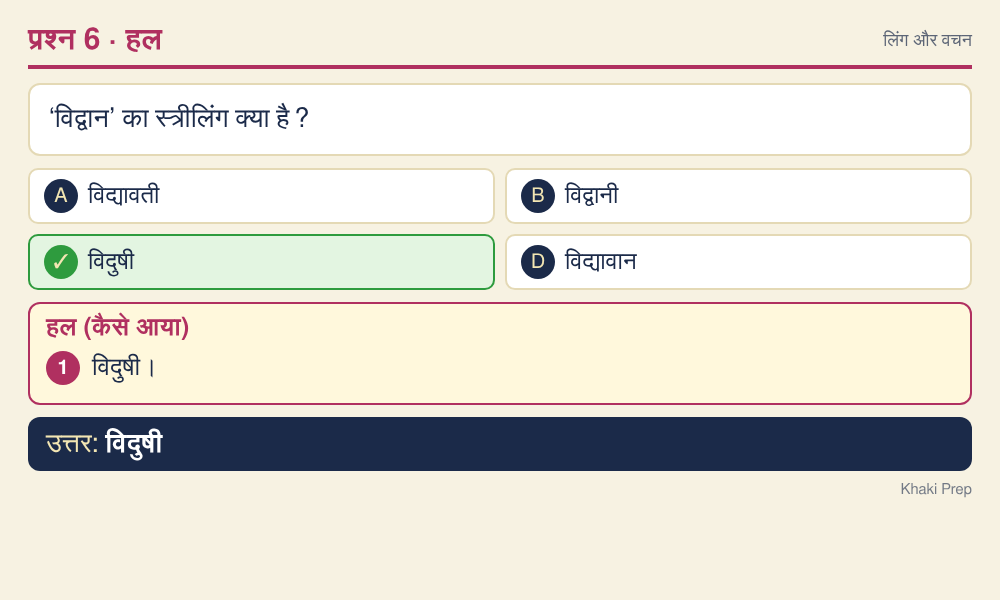 प्रश्न 6 · हल
लिंग और वचन
‘विद्वान’ का स्त्रीलिंग क्या है ?
A विद्यावती
B विद्वानी
✓ विदुषी
D विद्यावान
हल (कैसे आया)
1 विदुषी।
उत्तर: विदुषी
Khaki Prep